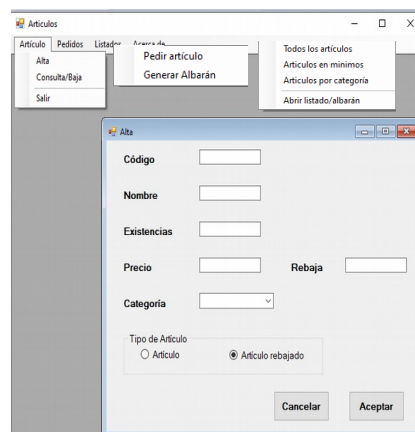 Articulos
Artículo Pedidos Listados Acerca de
Alta
Consulta/Baja
Salir
Pedir artículo
Generar Albarán
Todos los artículos
Articulos en minimos
Artículos por categoría
Abrir listado/albarán
Alta
Código
Nombre
Existencias
Precio Rebaja
Categoría
Tipo de Artículo
Artículo Artículo rebajado
Cancelar Aceptar